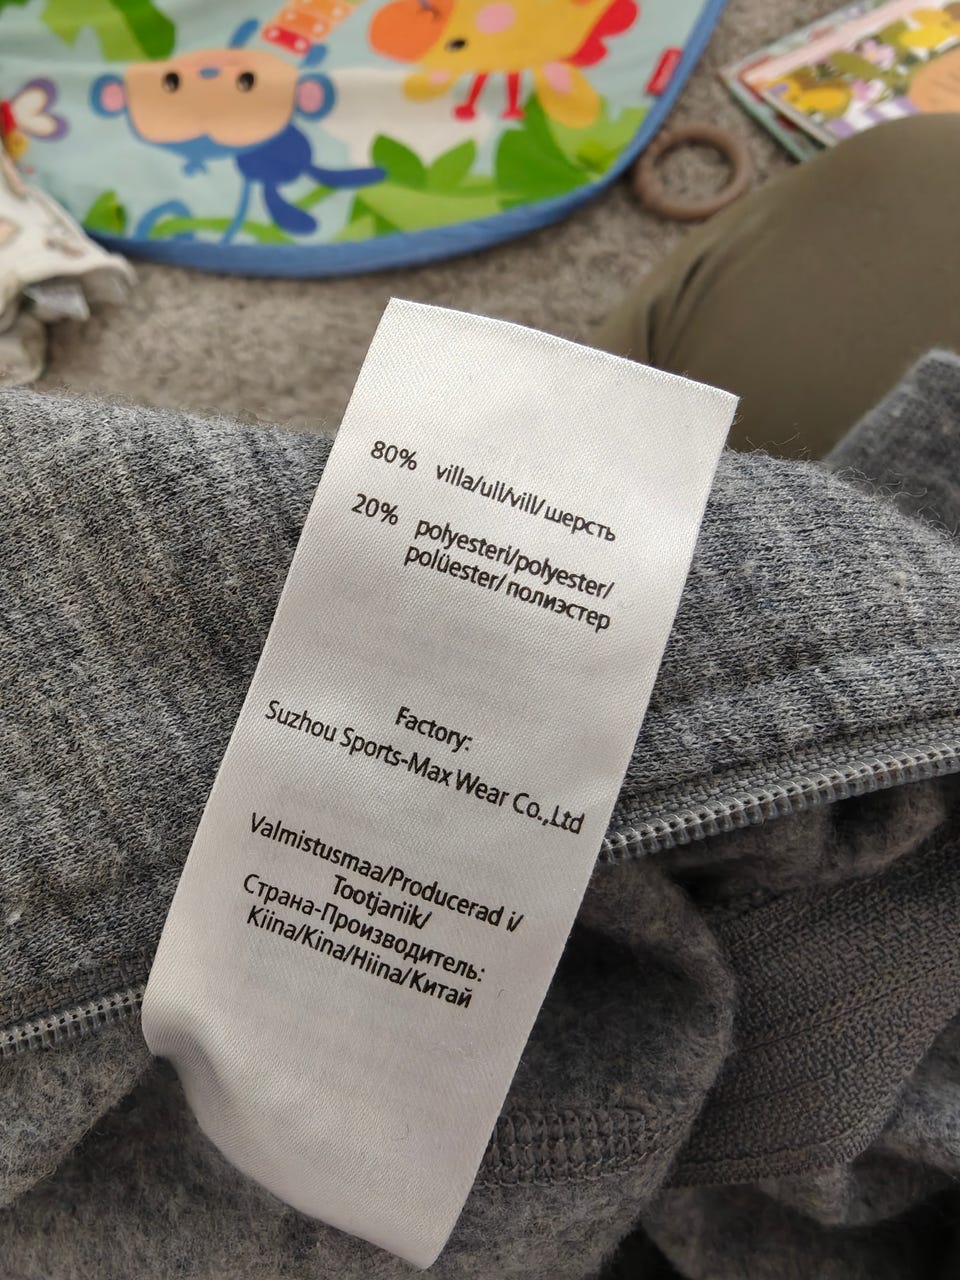 80% villa/ull/vill/шерсть
20% polyesteri/polyester/
polüester/полиэстер
Factory:
Suzhou Sports-Max Wear Co.,Ltd
Valmistusmaa/Producerad i/
Tootjariik/
Страна-Производитель:
Kiina/Kina/Hiina/Китай